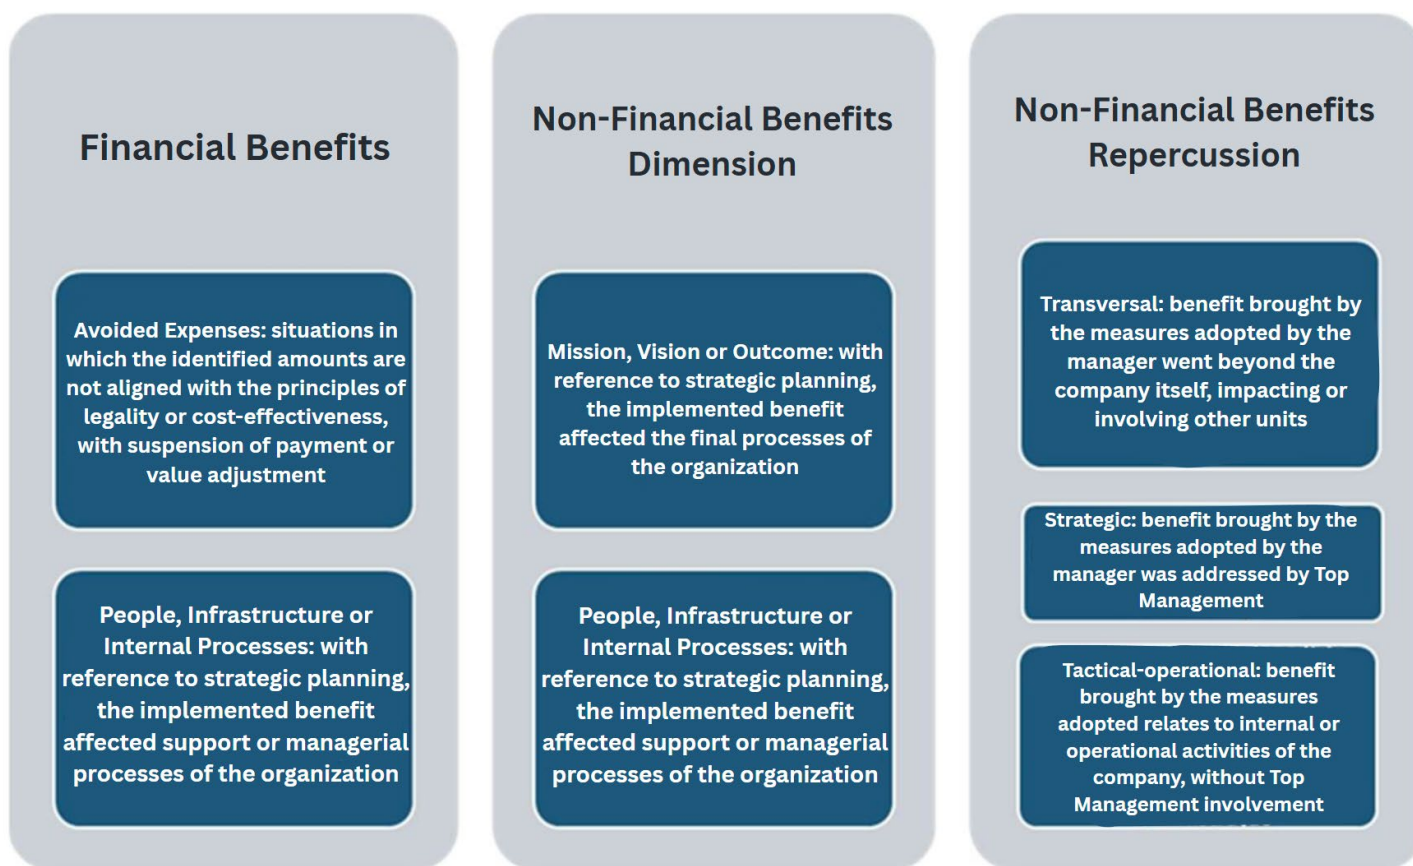 Financial Benefits
Avoided Expenses: situations in
which the identified amounts are
not aligned with the principles of
legality or cost-effectiveness,
with suspension of payment or
value adjustment
People, Infrastructure or
Internal Processes: with
reference to strategic planning,
the implemented benefit
affected support or managerial
processes of the organization
Non-Financial Benefits
Dimension
Mission, Vision or Outcome: with
reference to strategic planning,
the implemented benefit
affected the final processes of
the organization
People, Infrastructure or
Internal Processes: with
reference to strategic planning,
the implemented benefit
affected support or managerial
processes of the organization
Non-Financial Benefits
Repercussion
Transversal: benefit brought by
the measures adopted by the
manager went beyond the
company itself, impacting or
involving other units
Strategic: benefit brought by the
measures adopted by the
manager was addressed by Top
Management
Tactical-operational: benefit
brought by the measures
adopted relates to internal or
operational activities of the
company, without Top
Management involvement